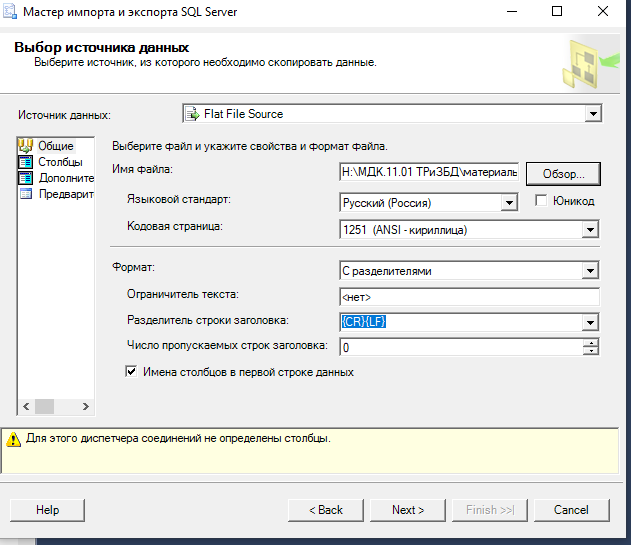 Мастер импорта и экспорта SQL Server
Выбор источника данных
Выберите источник, из которого необходимо скопировать данные.
Источник данных: Flat File Source
Общие
Столбцы
Дополните
Предварит
Выберите файл и укажите свойства и формат файла.
Имя файла: H:\МДК.11.01 ТРиЗБД\материаль Обзор...
Языковой стандарт: Русский (Россия) Юникод
Кодовая страница: 1251 (ANSI - кириллица)
Формат: С разделителями
Ограничитель текста: <нет>
Разделитель строки заголовка: {CR}{LF}
Число пропускаемых строк заголовка: 0
Имена столбцов в первой строке данных
Для этого диспетчера соединений не определены столбцы.
Help < Back Next > Finish >>| Cancel